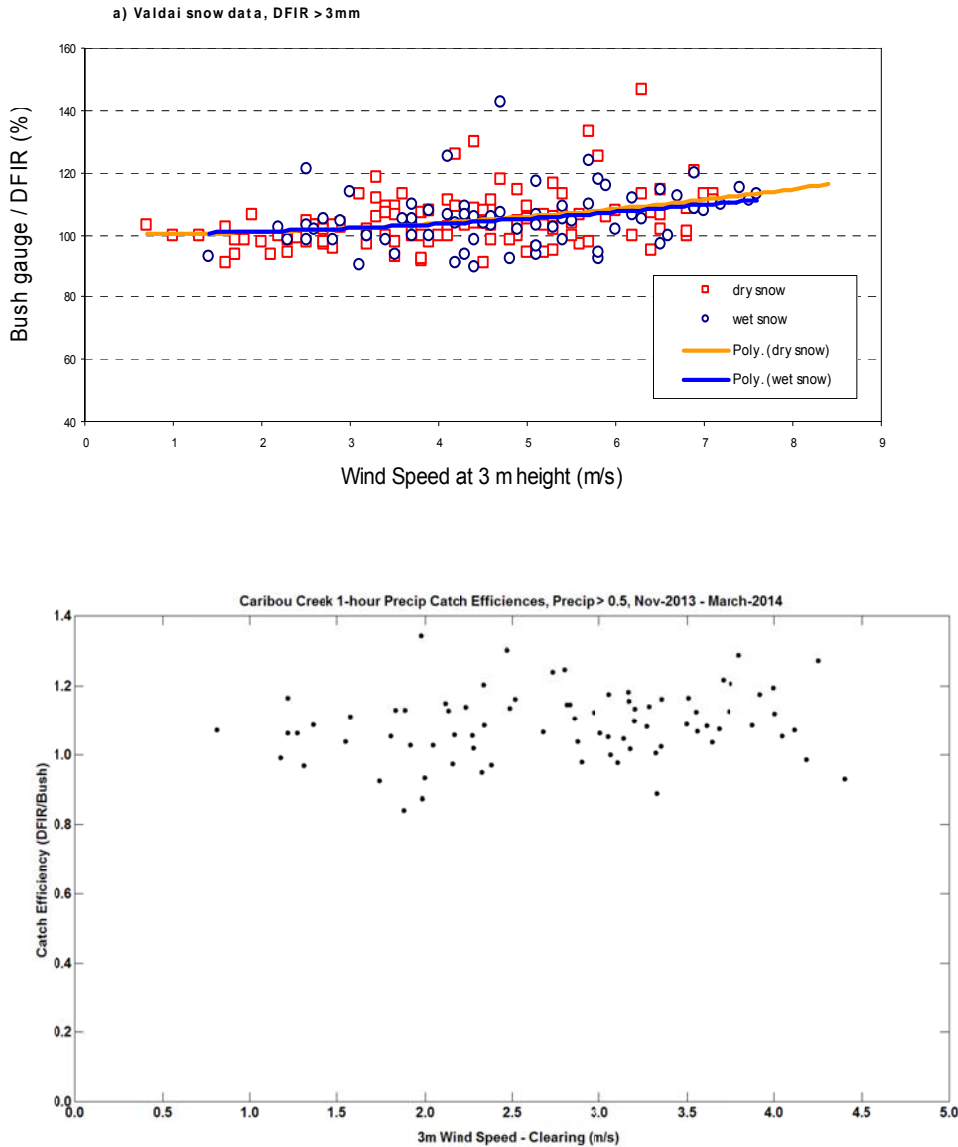 a) Valdai snow data, DFIR > 3mm
160
140
120
100
80
60
40
Bush gauge / DFIR (%)
dry snow
wet snow
Poly. (dry snow)
Poly. (wet snow)
0 1 2 3 4 5 6 7 8 9
Wind Speed at 3 m height (m/s)
Caribou Creek 1-hour Precip Catch Efficiences, Precip > 0.5, Nov-2013 - March-2014
1.4
1.2
1.0
0.8
0.6
0.4
0.2
0.0
Catch Efficiency (DFIR/Bush)
0.0 0.5 1.0 1.5 2.0 2.5 3.0 3.5 4.0 4.5 5.0
3m Wind Speed - Clearing (m/s)